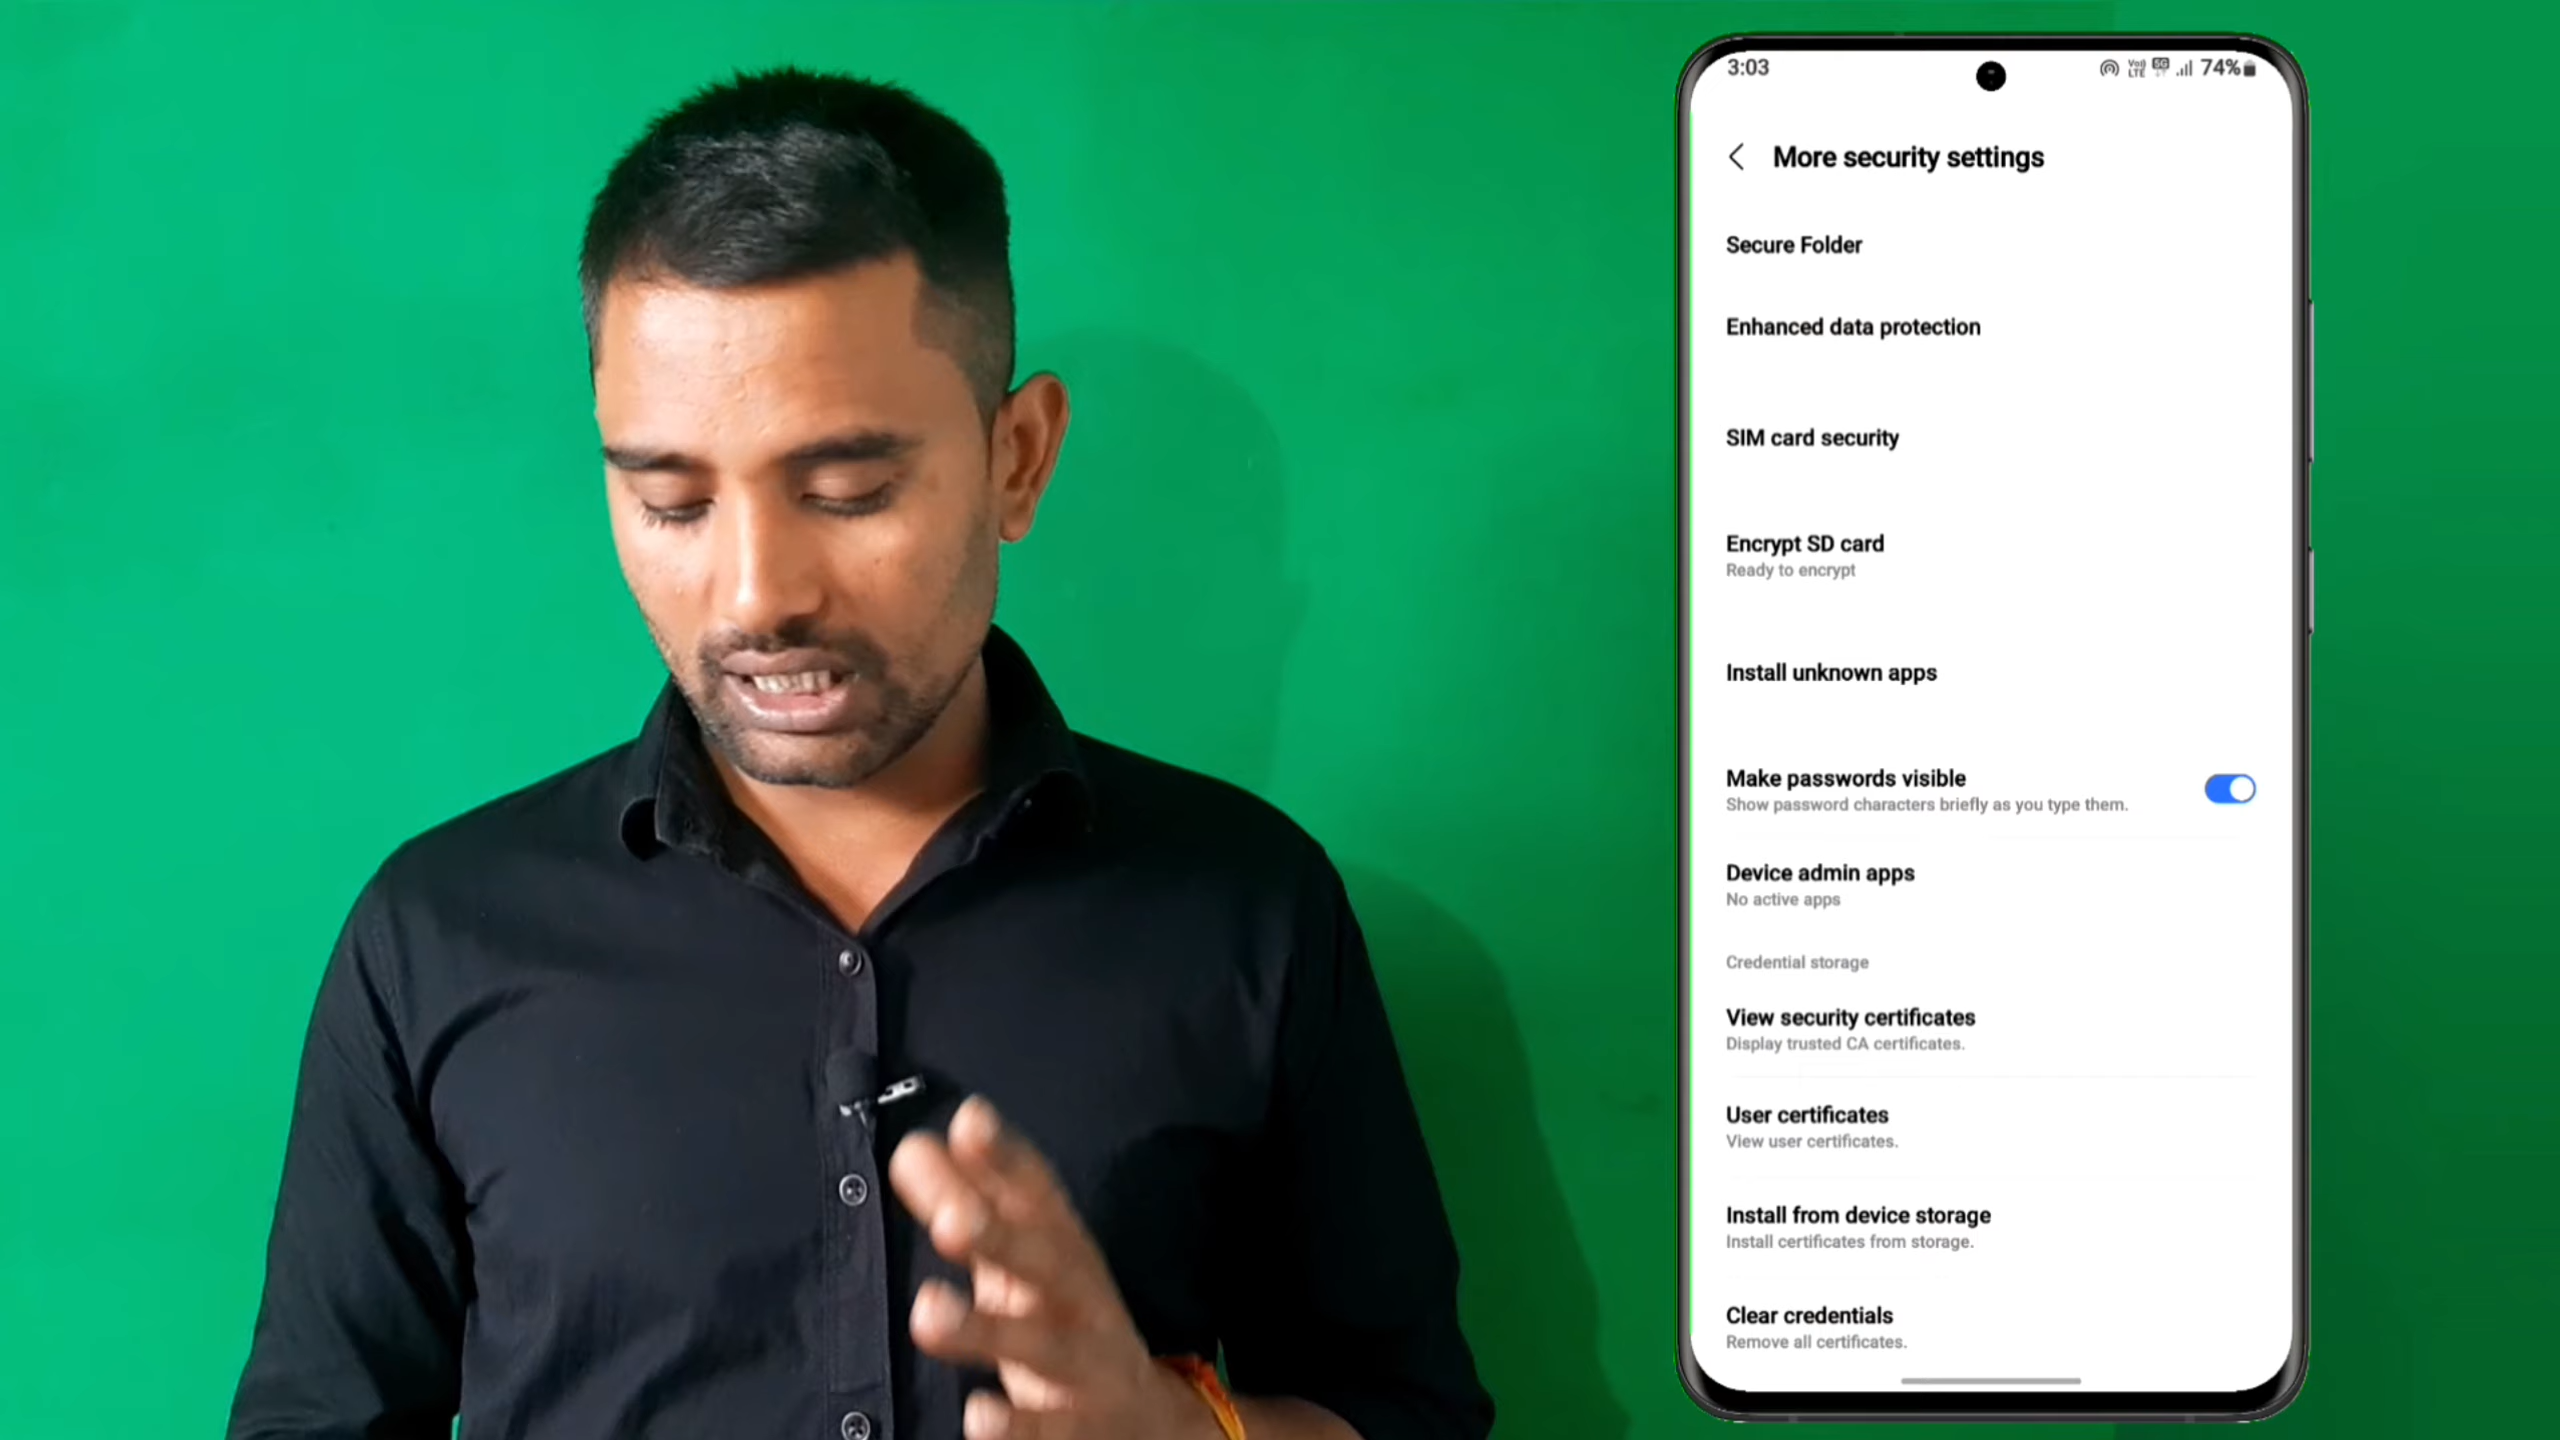 3:03
Vo) LTE 5G 74%
More security settings
Secure Folder
Enhanced data protection
SIM card security
Encrypt SD card
Ready to encrypt
Install unknown apps
Make passwords visible
Show password characters briefly as you type them.
Device admin apps
No active apps
Credential storage
View security certificates
Display trusted CA certificates.
User certificates
View user certificates.
Install from device storage
Install certificates from storage.
Clear credentials
Remove all certificates.